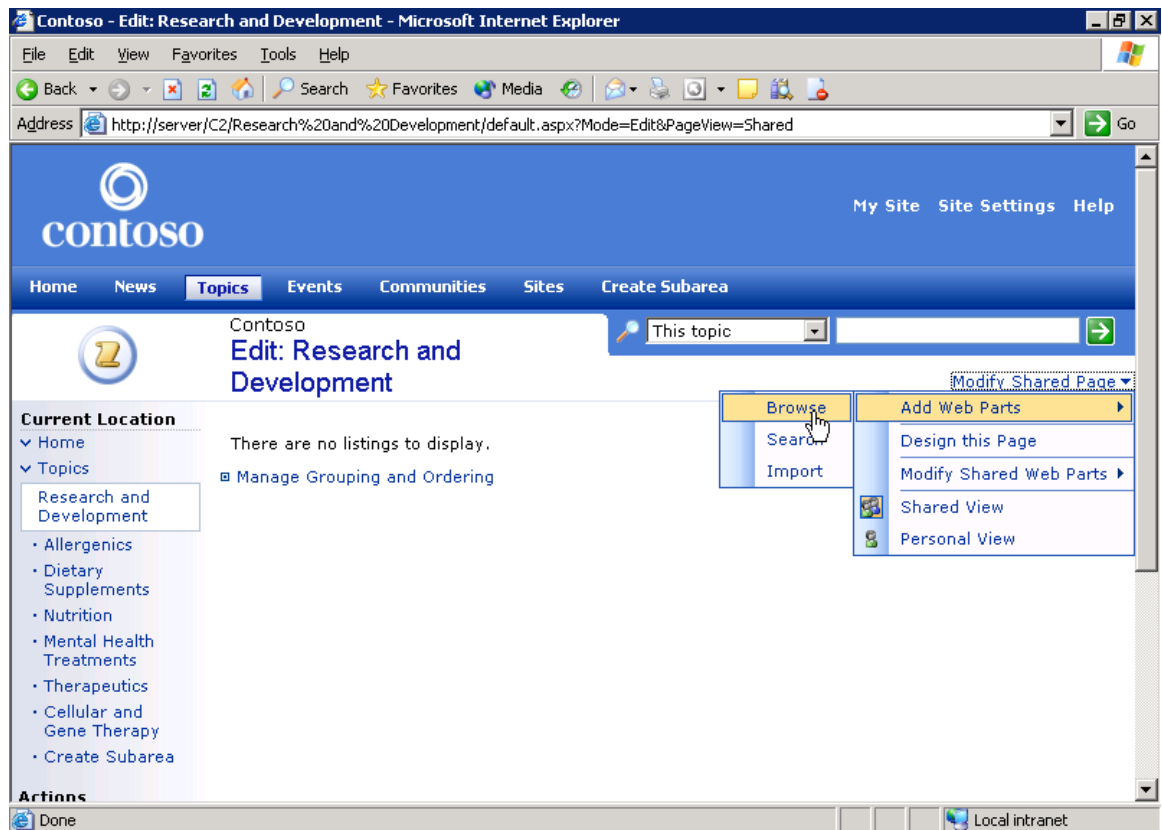 Contoso - Edit: Research and Development - Microsoft Internet Explorer
File Edit View Favorites Tools Help
Back Search Favorites Media
Address http://server/C2/Research%20and%20Development/default.aspx?Mode=Edit&PageView=Shared Go
contoso
My Site Site Settings Help
Home News Topics Events Communities Sites Create Subarea
Contoso
Edit: Research and
Development
This topic
Modify Shared Page
Current Location
Home
Topics
Research and
Development
Allergenics
Dietary
Supplements
Nutrition
Mental Health
Treatments
Therapeutics
Cellular and
Gene Therapy
Create Subarea
Actions
There are no listings to display.
Manage Grouping and Ordering
Browse
Search
Import
Add Web Parts
Design this Page
Modify Shared Web Parts
Shared View
Personal View
Done
Local intranet